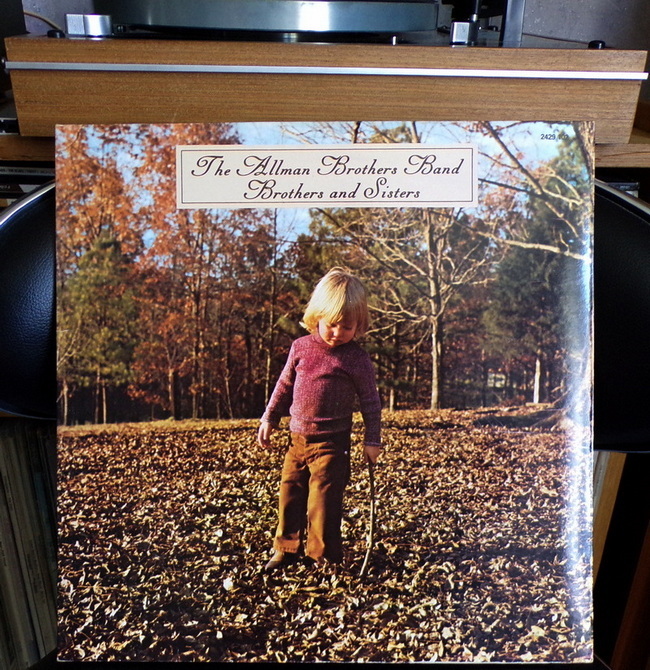 The Allman Brothers Band
Brothers and Sisters